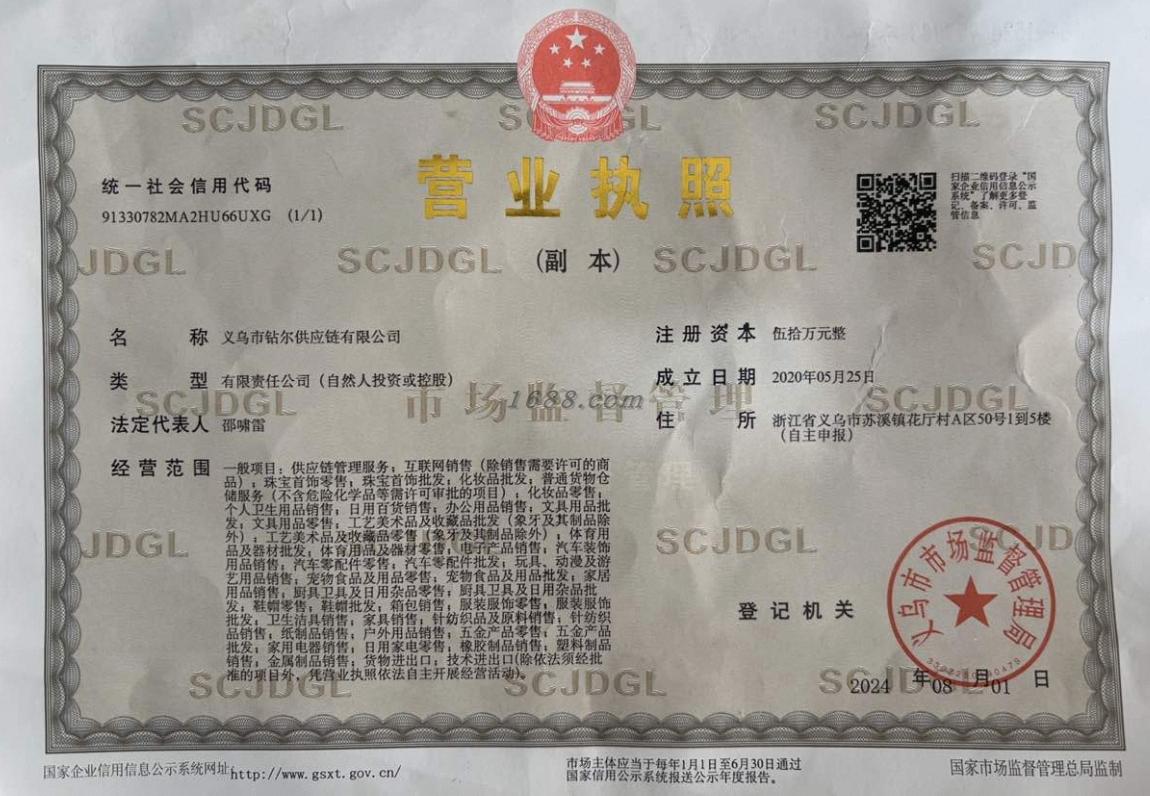 SCJDGL
SCJDGL
SCJDGL
营业执照
(副 本)
统一社会信用代码
91330782MA2HU66UXG (1/1)
扫描二维码登录“国
家企业信用信息公示
系统”了解更多登
记、备案、许可、监
管信息
JDGL
SCJDGL
SCJDGL
SCJD
名 称 义乌市钻尔供应链有限公司
类 型 有限责任公司（自然人投资或控股）
法定代表人 邵啸雷
注册资本 伍拾万元整
成立日期 2020年05月25日
住 所 浙江省义乌市苏溪镇花厅村A区50号1到5楼
（自主申报）
SCJDGL
市场监督管理
SCJDGL
1688.com
经营范围 一般项目：供应链管理服务；互联网销售（除销售需要许可的商
品）；珠宝首饰零售；珠宝首饰批发；化妆品批发；普通货物仓
储服务（不含危险化学品等需许可审批的项目）；化妆品零售；
个人卫生用品销售；日用百货销售；办公用品销售；文具用品批
发；文具用品零售；工艺美术品及收藏品批发（象牙及其制品除
外）；工艺美术品及收藏品零售（象牙及其制品除外）；体育用
品及器材批发；体育用品及器材零售；电子产品销售；汽车装饰
用品销售；汽车零配件零售；汽车零配件批发；玩具、动漫及游
艺用品销售；宠物食品及用品零售；宠物食品及用品批发；家居
用品销售；厨具卫具及日用杂品零售；厨具卫具及日用杂品批
发；鞋帽零售；鞋帽批发；箱包销售；服装服饰零售；服装服饰
批发；卫生洁具销售；家具销售；针纺织品及原料销售；针纺织
品销售；纸制品销售；户外用品销售；五金产品零售；五金产品
批发；家用电器销售；日用家电零售；橡胶制品销售；塑料制品
销售；金属制品销售；货物进出口；技术进出口(除依法须经批
准的项目外，凭营业执照依法自主开展经营活动)。
管理
JDGL
SCJDGL
SCJD
登记机关
义乌市市场监督管理局
2024 年08 月01 日
SCJDGL
SCJDGL
国家企业信用信息公示系统网址http://www.gsxt.gov.cn/
市场主体应当于每年1月1日至6月30日通过
国家信用公示系统报送公示年度报告。
国家市场监督管理总局监制